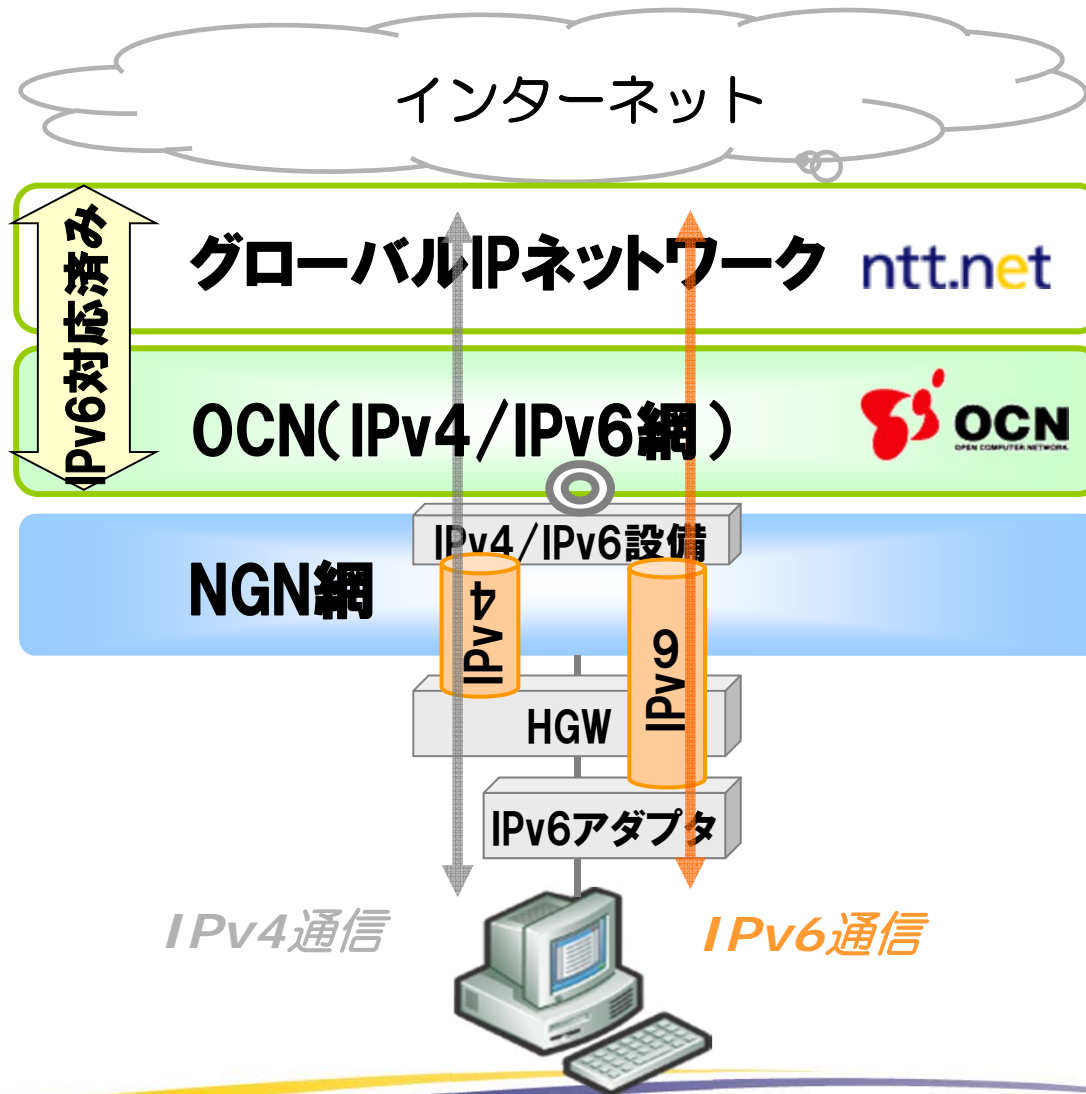 インターネット
IPv6対応済み
グローバルIPネットワーク
ntt.net
OCN(IPv4/IPv6網)
OCN
OPEN COMPUTER NETWORK
IPv4/IPv6設備
NGN網
IPv4
IPv6
HGW
IPv6アダプタ
IPv4通信
IPv6通信